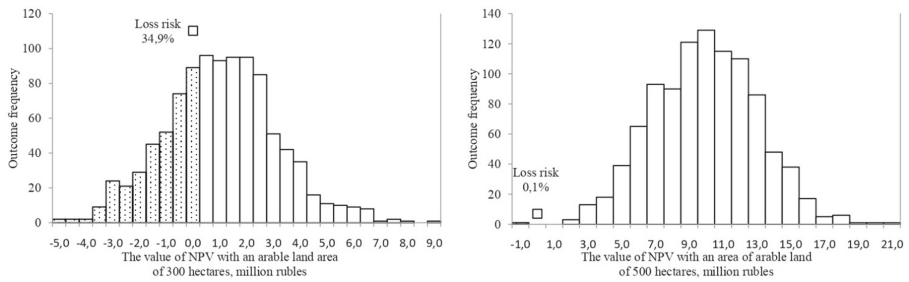 120
100
80
60
40
20
0
Outcome frequency
Loss risk
34,9%
-5,0 -4,0 -3,0 -2,0 -1,0 0,0 1,0 2,0 3,0 4,0 5,0 6,0 7,0 8,0 9,0
The value of NPV with an arable land area
of 300 hectares, million rubles
140
120
100
80
60
40
20
0
Outcome frequency
Loss risk
0,1%
-1,0 1,0 3,0 5,0 7,0 9,0 11,0 13,0 15,0 17,0 19,0 21,0
The value of NPV with an area of arable land
of 500 hectares, million rubles